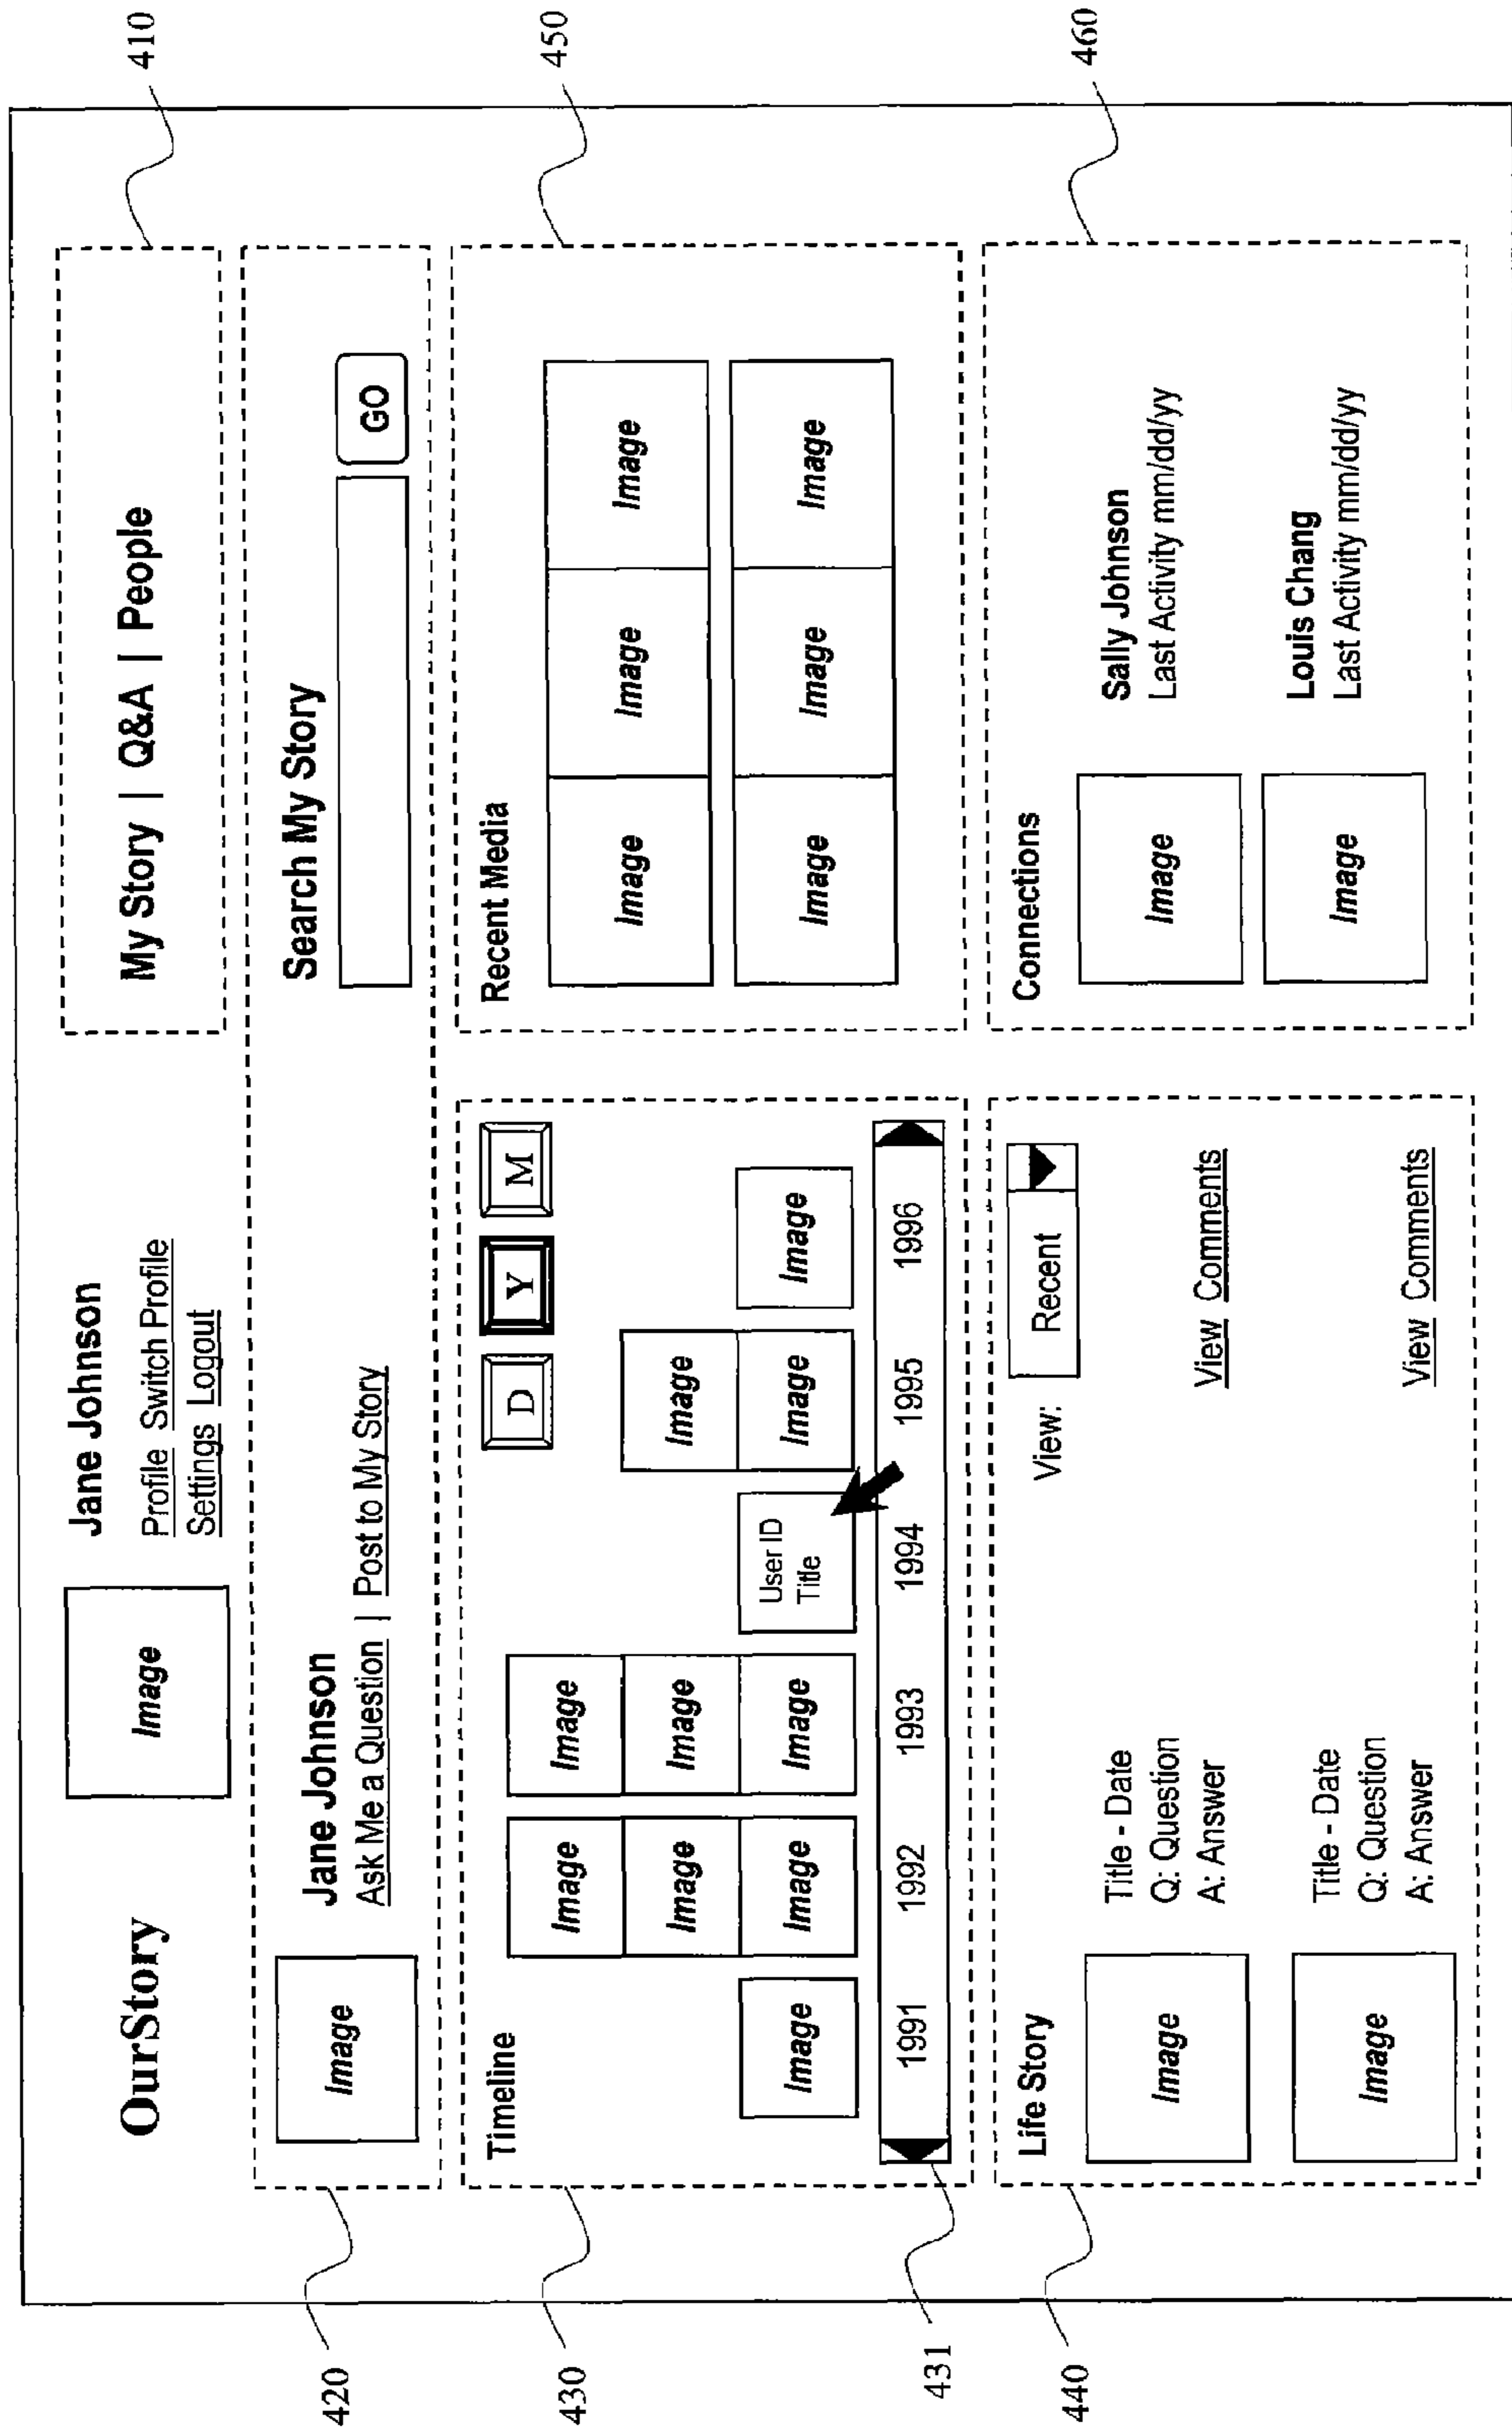 OurStory
Image
Jane Johnson
Profile Switch Profile
Settings Logout
My Story | Q&A | People
410
420
Image
Jane Johnson
Ask Me a Question | Post to My Story
Search My Story
GO
430
Timeline
D Y M
Image Image
Image Image Image
Image Image Image User ID Title Image Image
1991 1992 1993 1994 1995 1996
431
450
Recent Media
Image Image Image
Image Image Image
440
Life Story
View: Recent
Image
Title - Date
Q: Question
A: Answer
View Comments
Image
Title - Date
Q: Question
A: Answer
View Comments
460
Connections
Image
Sally Johnson
Last Activity mm/dd/yy
Image
Louis Chang
Last Activity mm/dd/yy